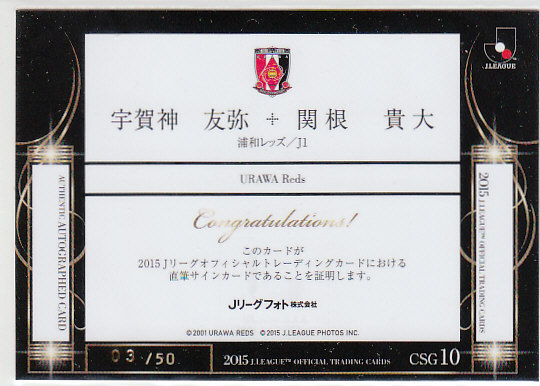 J.LEAGUE
宇賀神 友弥 + 関根 貴大
浦和レッズ/J1
URAWA Reds
AUTHENTIC AUTOGRAPHED CARD
2015 J.LEAGUE™ OFFICIAL TRADING CARDS
Congratulations!
このカードが
2015 Jリーグオフィシャルトレーディングカードにおける
直筆サインカードであることを証明します。
Jリーグフォト株式会社
©2001 URAWA REDS ©2015 J.LEAGUE PHOTOS INC.
03/50
2015 J.LEAGUE™ OFFICIAL TRADING CARDS
CSG10